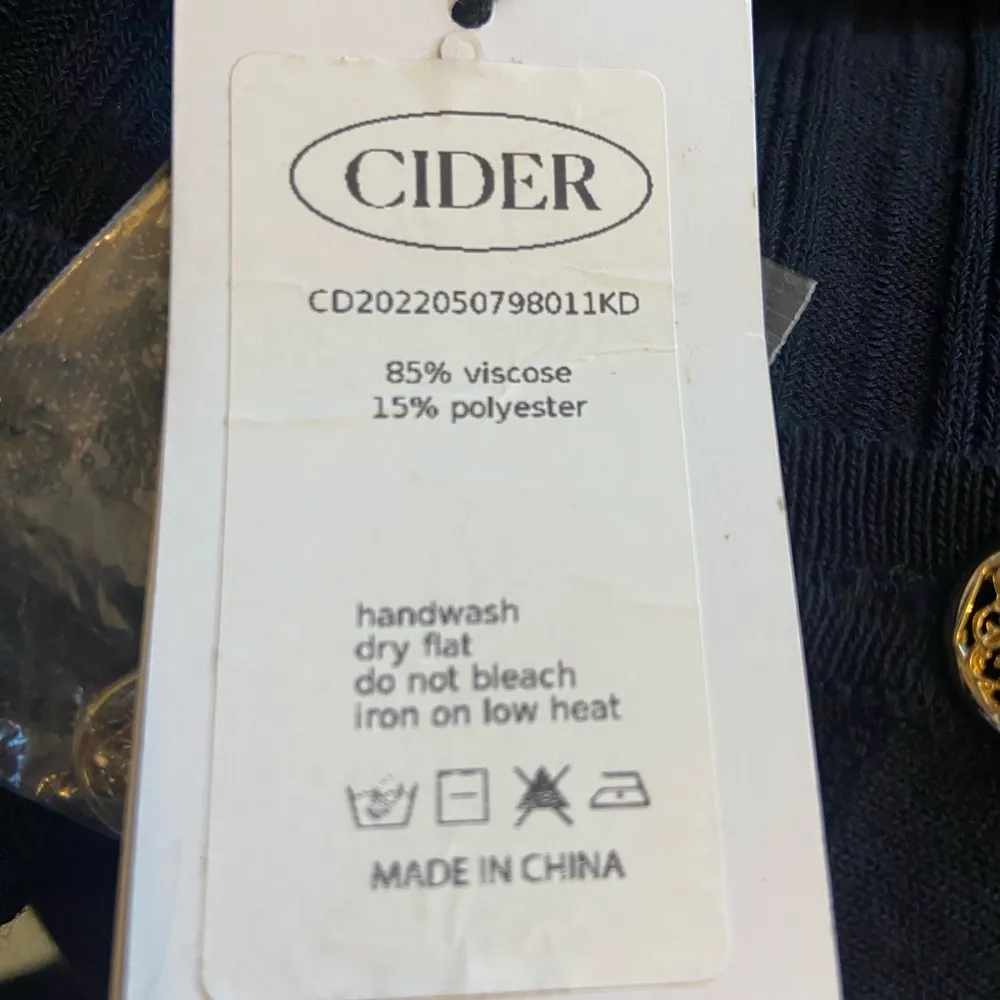 CIDER
CD2022050798011KD
85% viscose
15% polyester
handwash
dry flat
do not bleach
iron on low heat
MADE IN CHINA